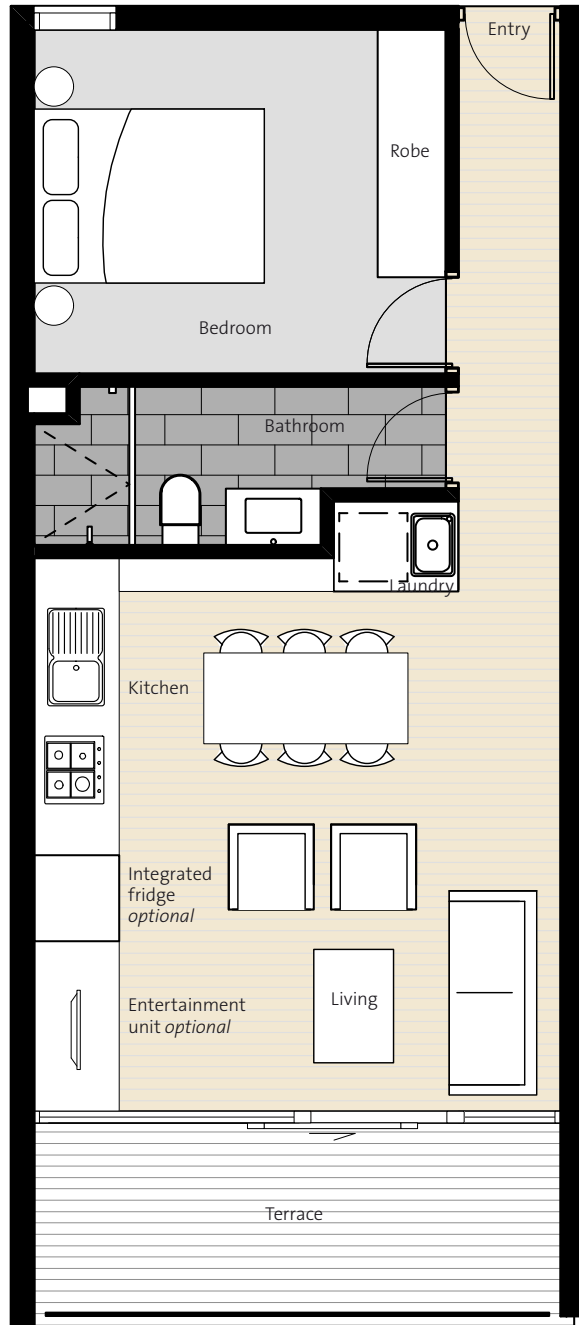 Entry
Robe
Bedroom
Bathroom
Laundry
Kitchen
Integrated
fridge
optional
Living
Entertainment
unit optional
Terrace